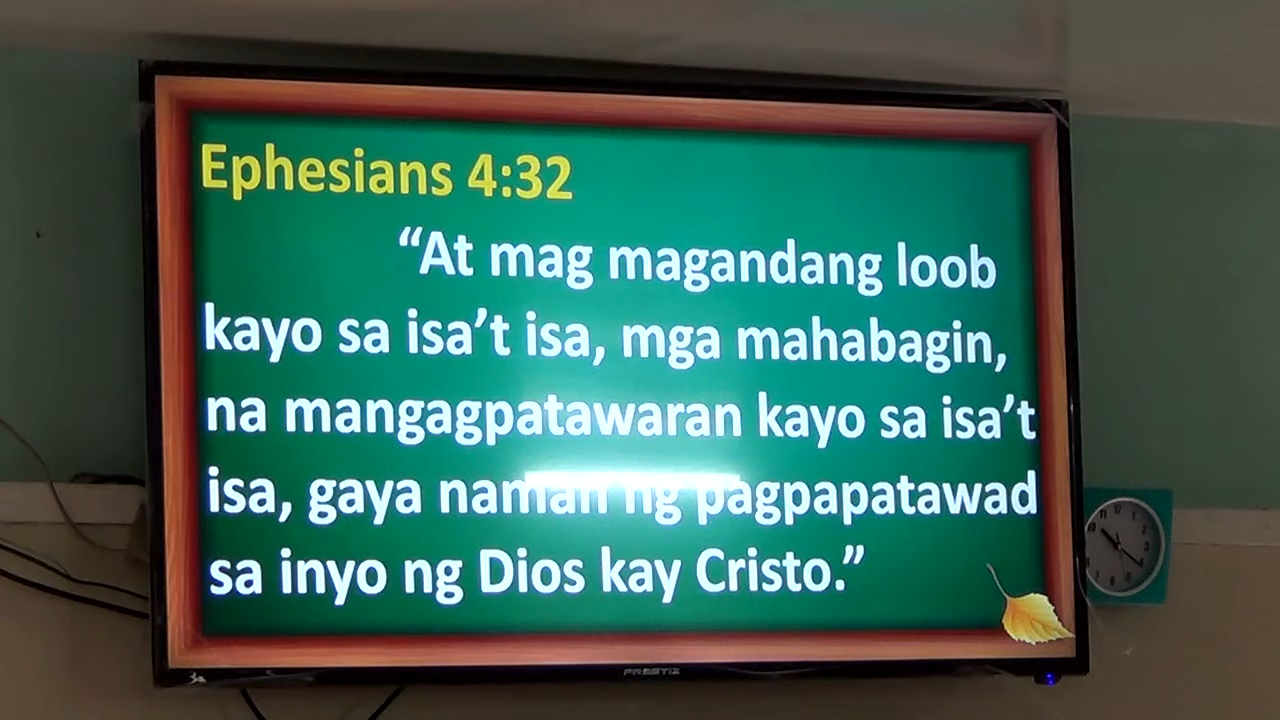 Ephesians 4:32
“At mag magandang loob
kayo sa isa’t isa, mga mahabagin,
na mangagpatawaran kayo sa isa’t
isa, gaya naman ng pagpapatawad
sa inyo ng Dios kay Cristo.”
PRESTIZ